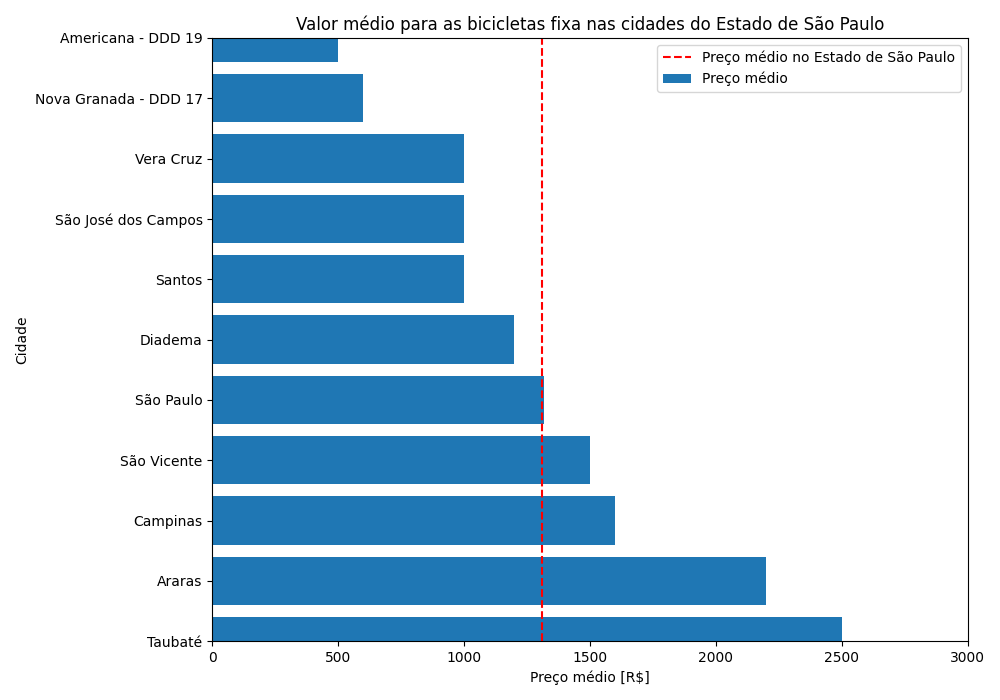 Valor médio para as bicicletas fixa nas cidades do Estado de São Paulo
Preço médio no Estado de São Paulo
Preço médio
Cidade
Americana - DDD 19
Nova Granada - DDD 17
Vera Cruz
São José dos Campos
Santos
Diadema
São Paulo
São Vicente
Campinas
Araras
Taubaté
0 500 1000 1500 2000 2500 3000
Preço médio [R$]